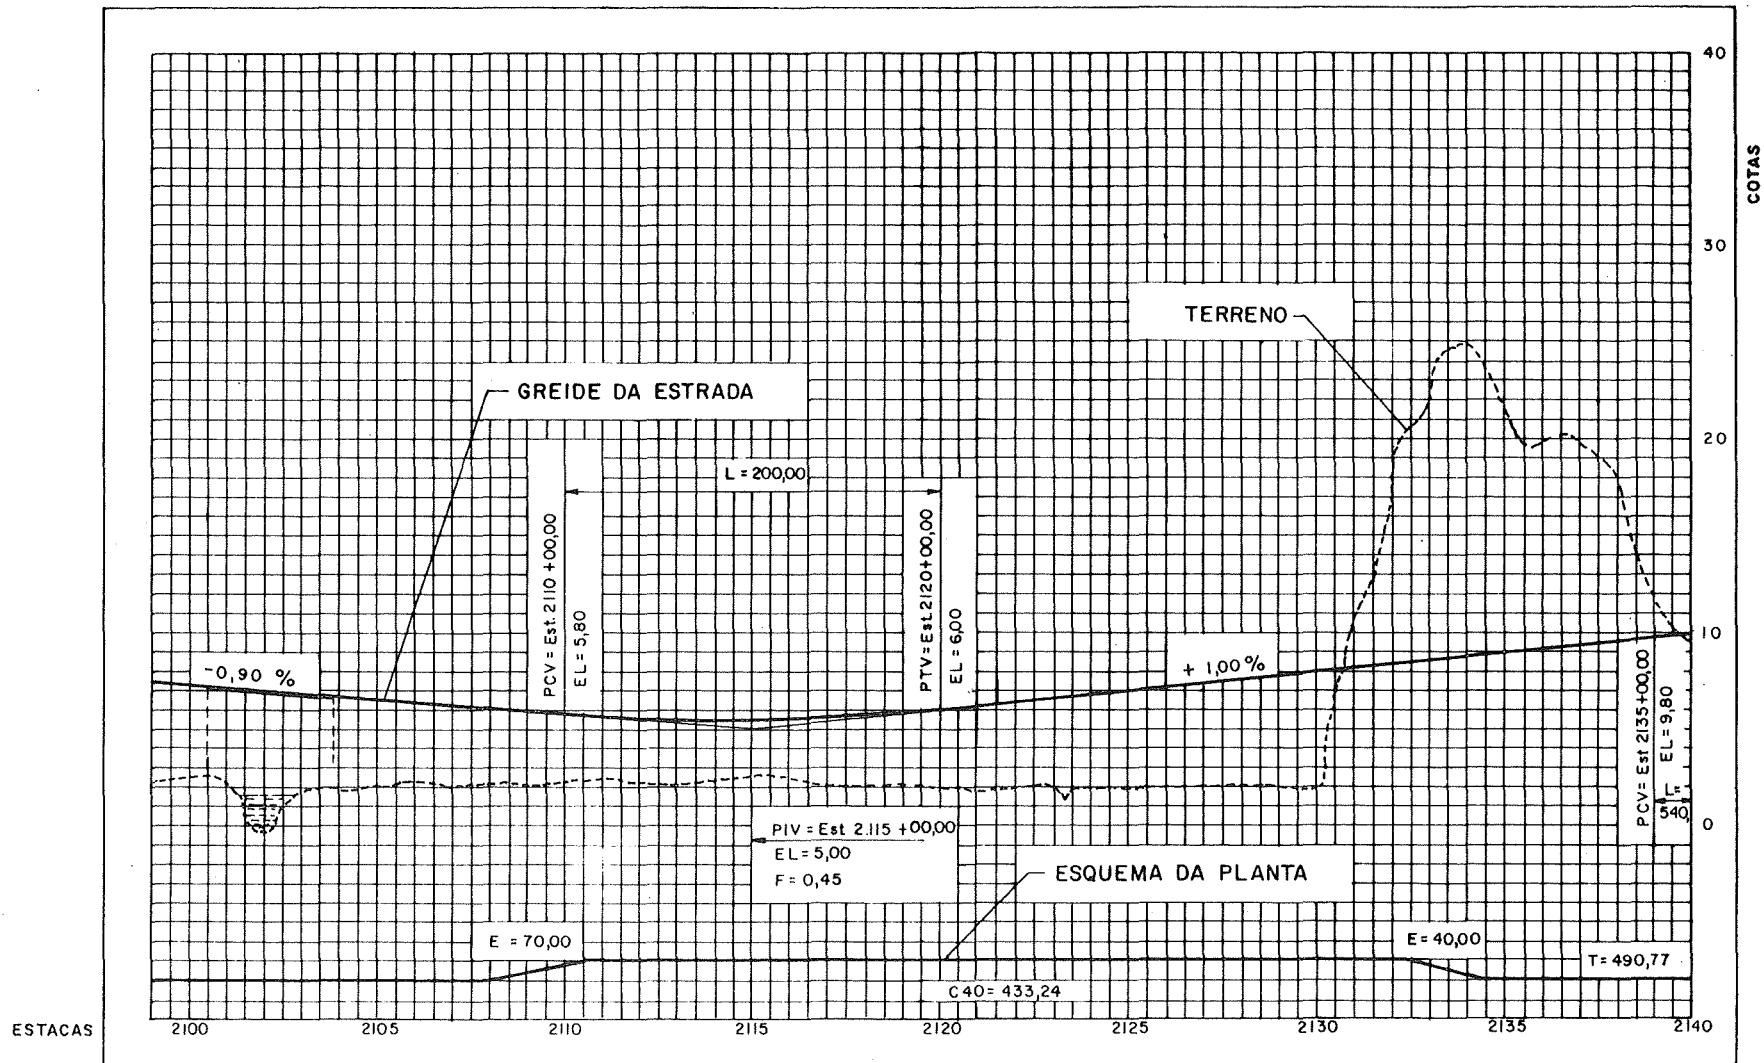 40
COTAS
30
TERRENO
GREIDE DA ESTRADA
20
L = 200,00
PCV = Est. 2110 + 00,00
EL = 5,80
PTV = Est 2120 + 00,00
EL = 6,00
10
-0,90 %
+ 1,00 %
PCV = Est 2135 + 00,00
EL = 9,80
L =
540,
0
PIV = Est 2.115 + 00,00
EL = 5,00
F = 0,45
ESQUEMA DA PLANTA
E = 70,00
E = 40,00
T = 490,77
C 40 = 433,24
ESTACAS
2100 2105 2110 2115 2120 2125 2130 2135 2140